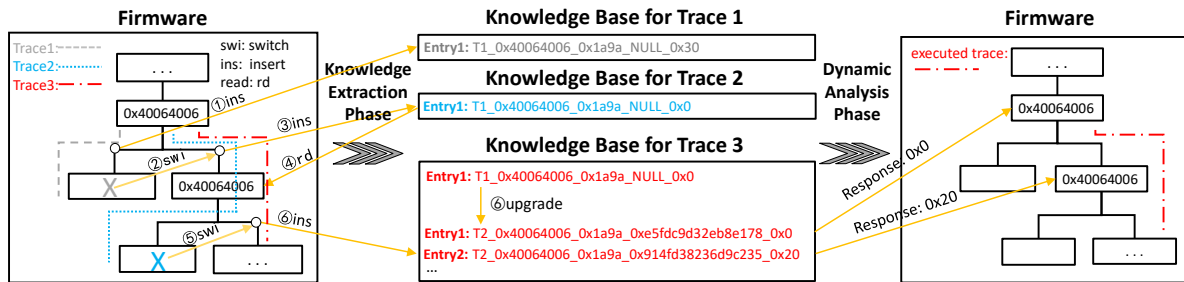 Firmware
Trace1:
Trace2:
Trace3:
swi: switch
ins: insert
read: rd
...
0x40064006
①ins
②swi
③ins
④rd
X
0x40064006
⑤swi
⑥ins
X
...
Knowledge
Extraction
Phase
Knowledge Base for Trace 1
Entry1: T1_0x40064006_0x1a9a_NULL_0x30
Knowledge Base for Trace 2
Entry1: T1_0x40064006_0x1a9a_NULL_0x0
Knowledge Base for Trace 3
Entry1: T1_0x40064006_0x1a9a_NULL_0x0
⑥upgrade
Entry1: T2_0x40064006_0x1a9a_0xe5fdc9d32eb8e178_0x0
Entry2: T2_0x40064006_0x1a9a_0x914fd38236d9c235_0x20
...
Dynamic
Analysis
Phase
Response: 0x0
Response: 0x20
Firmware
executed trace:
...
0x40064006
0x40064006
...